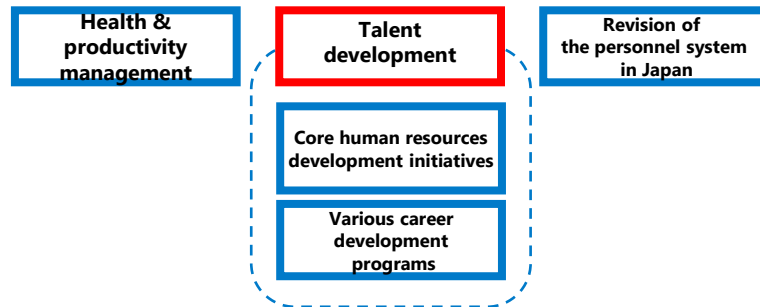 Health &
productivity
management
Talent
development
Revision of
the personnel system
in Japan
Core human resources
development initiatives
Various career
development
programs